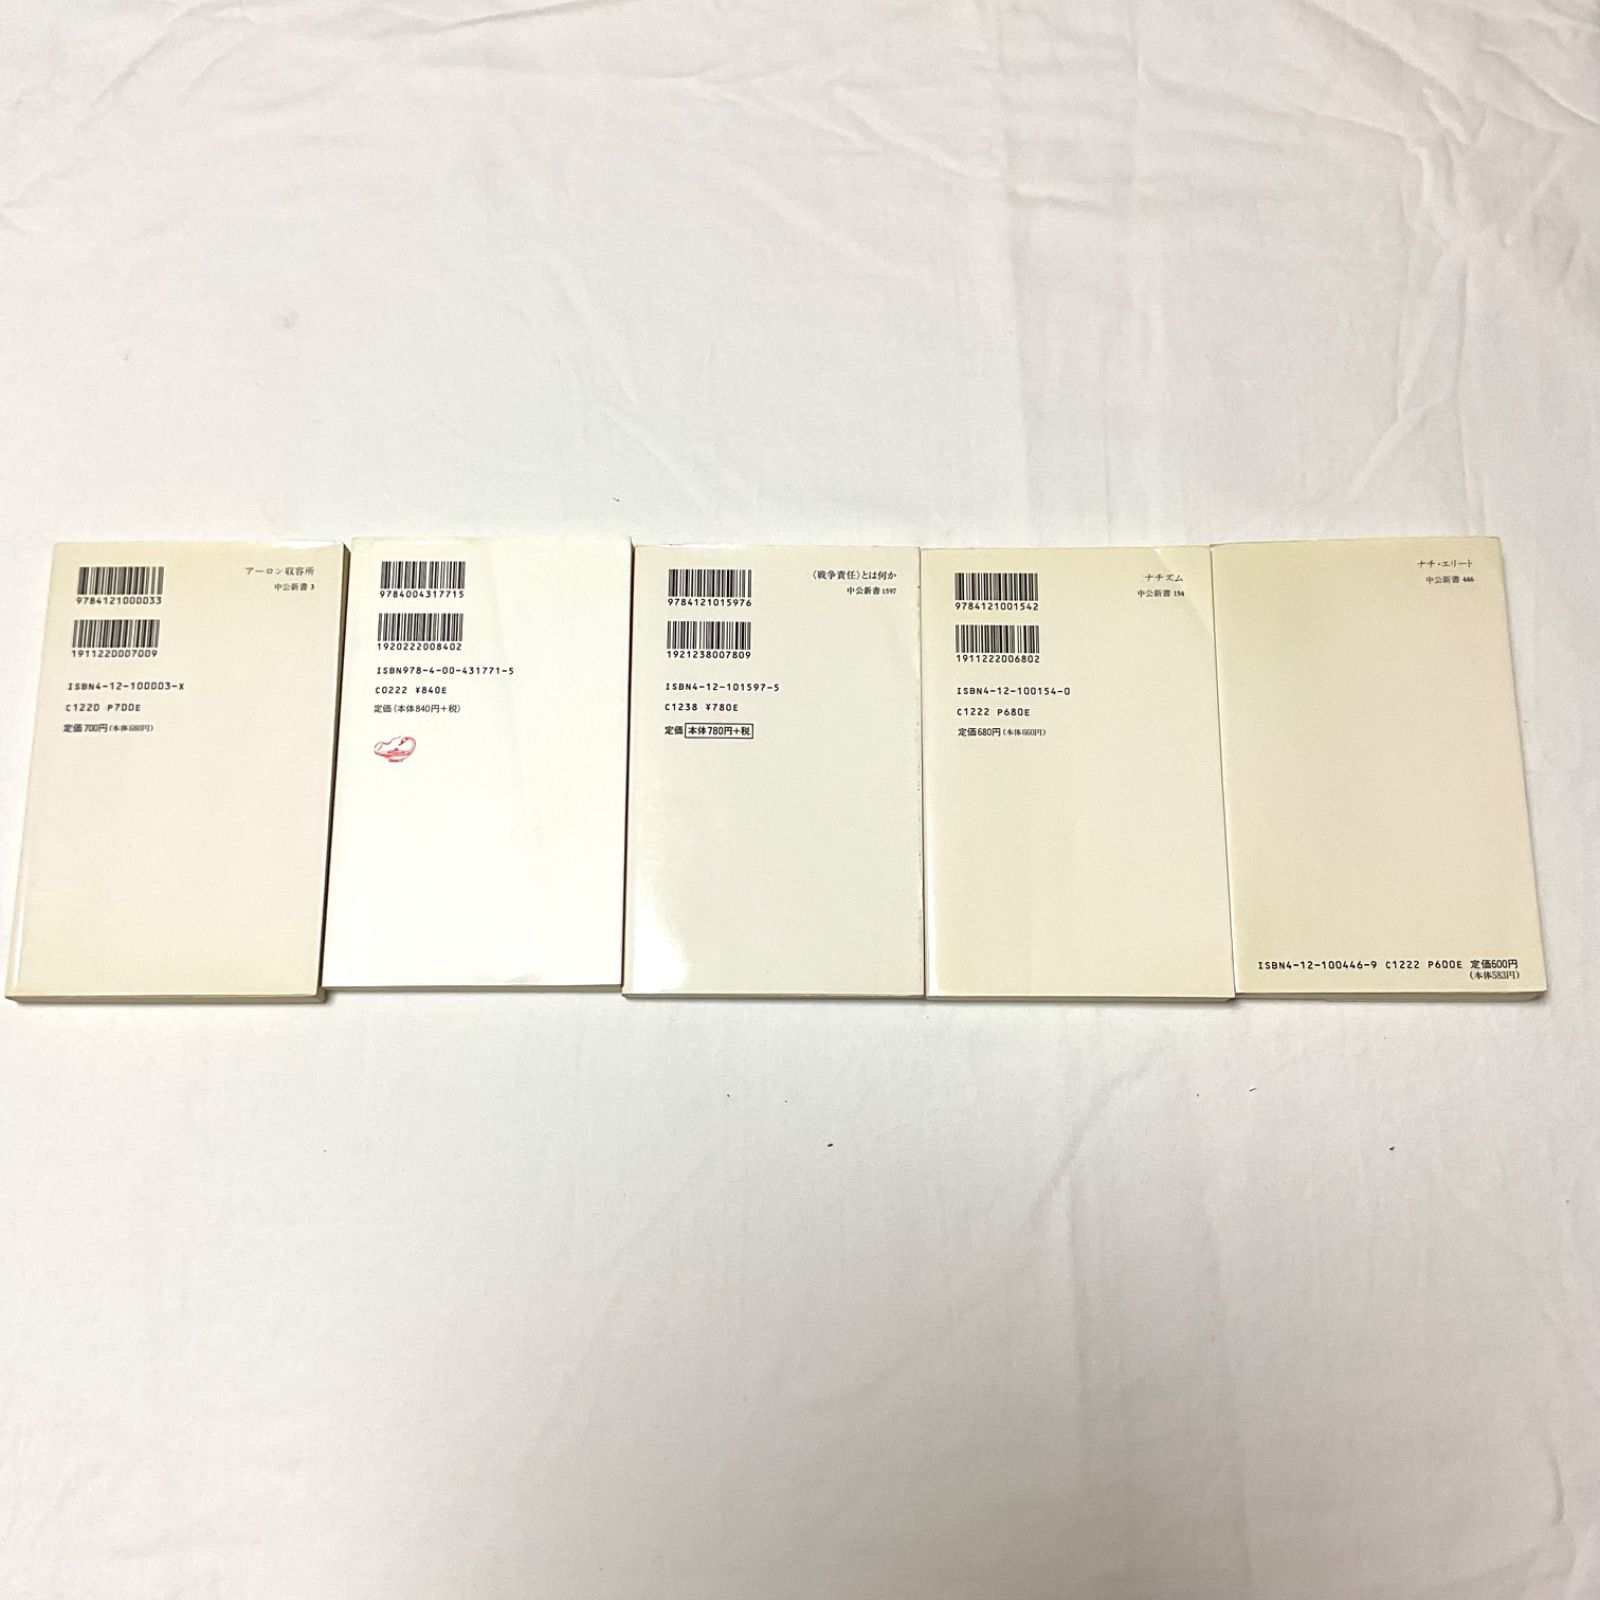 アーロン収容所
中公新書 3
9784121000033
1911220007009
ISBN4-12-100003-X
C1220 P700E
定価700円(本体680円)
9784004317715
1920222008402
ISBN978-4-00-431771-5
C0222 ¥840E
定価(本体840円+税)
〈戦争責任〉とは何か
中公新書 1597
9784121015976
1921238007809
ISBN4-12-101597-5
C1238 ¥780E
定価 本体780円+税
ナチズム
中公新書 154
9784121001542
1911222006802
ISBN4-12-100154-0
C1222 P680E
定価680円(本体660円)
ナチ・エリート
中公新書 446
ISBN4-12-100446-9 C1222 P600E 定価600円
(本体583円)